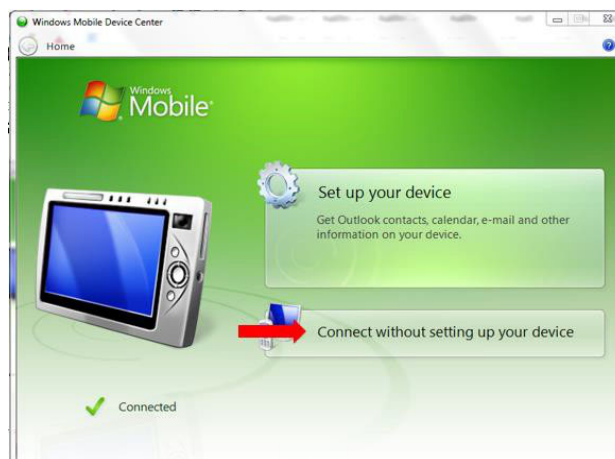 Windows Mobile Device Center
Home
Windows
Mobile
Set up your device
Get Outlook contacts, calendar, e-mail and other
information on your device.
Connect without setting up your device
Connected